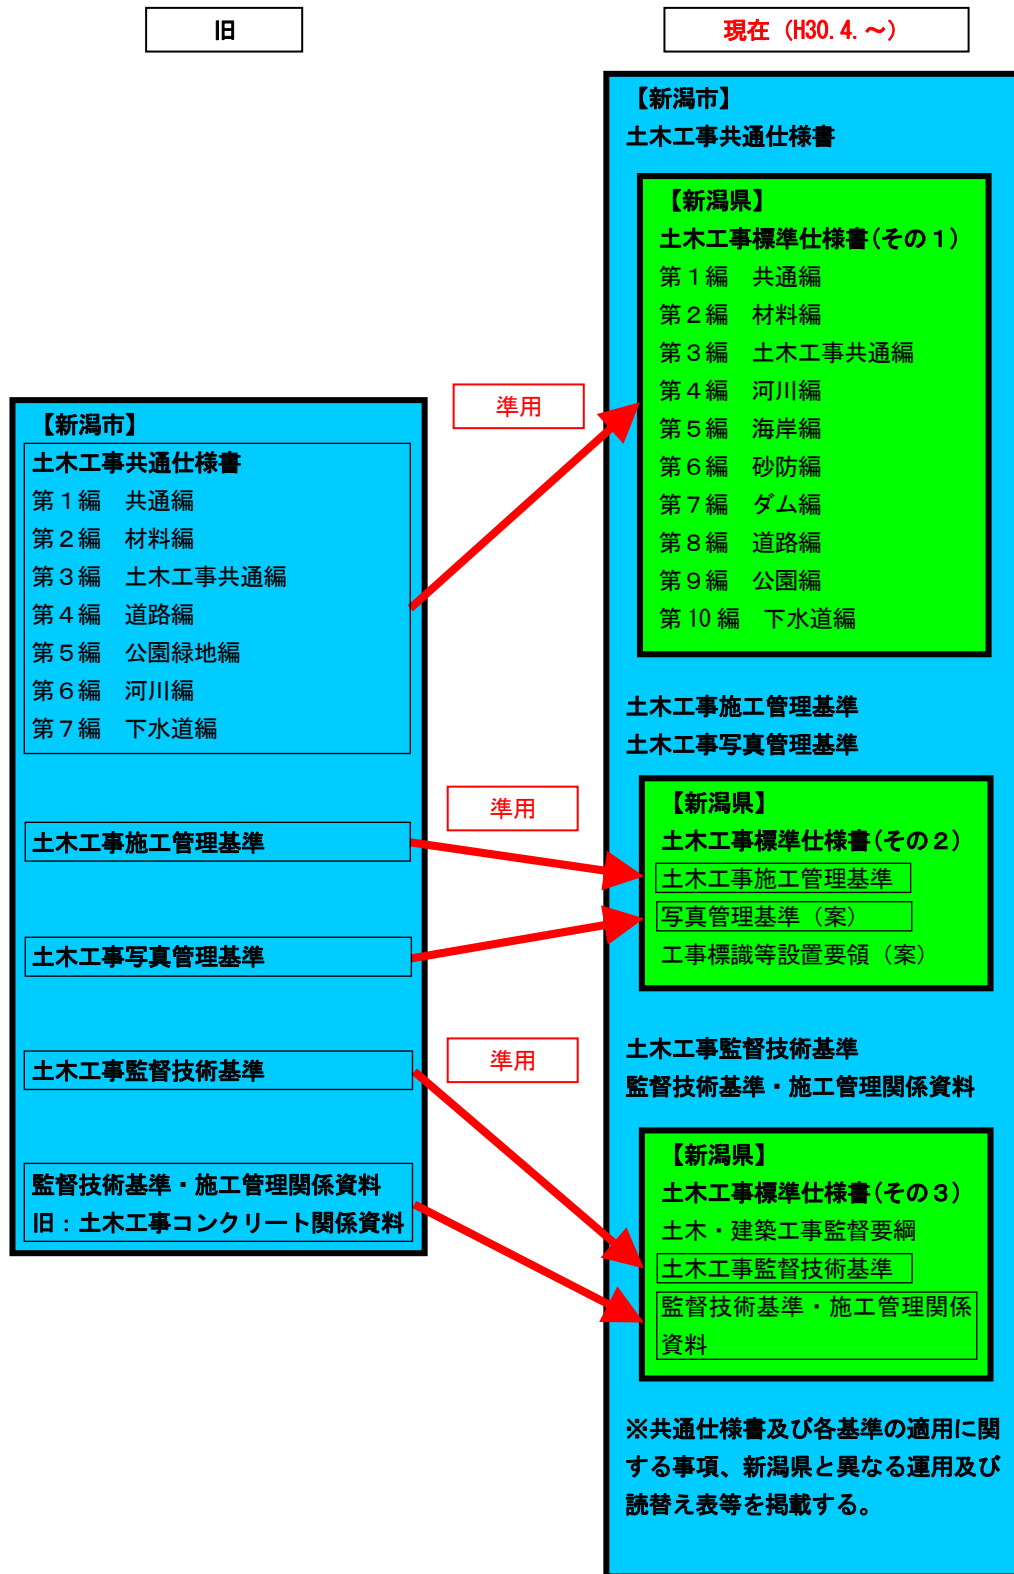 旧
現在（H30.4.～）
【新潟市】
土木工事共通仕様書
第１編　共通編
第２編　材料編
第３編　土木工事共通編
第４編　道路編
第５編　公園緑地編
第６編　河川編
第７編　下水道編
土木工事施工管理基準
土木工事写真管理基準
土木工事監督技術基準
監督技術基準・施工管理関係資料
旧：土木工事コンクリート関係資料
準用
準用
準用
【新潟市】
土木工事共通仕様書
【新潟県】
土木工事標準仕様書(その１)
第１編　共通編
第２編　材料編
第３編　土木工事共通編
第４編　河川編
第５編　海岸編
第６編　砂防編
第７編　ダム編
第８編　道路編
第９編　公園編
第10編　下水道編
土木工事施工管理基準
土木工事写真管理基準
【新潟県】
土木工事標準仕様書(その２)
土木工事施工管理基準
写真管理基準（案）
工事標識等設置要領（案）
土木工事監督技術基準
監督技術基準・施工管理関係資料
【新潟県】
土木工事標準仕様書(その３)
土木・建築工事監督要綱
土木工事監督技術基準
監督技術基準・施工管理関係
資料
※共通仕様書及び各基準の適用に関
する事項、新潟県と異なる運用及び
読替え表等を掲載する。